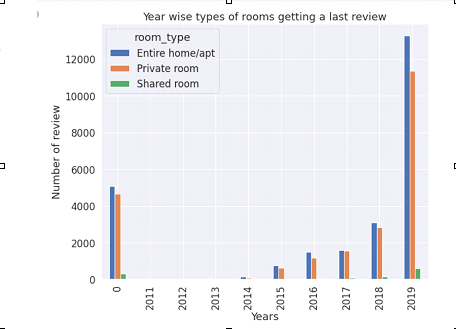 Year wise types of rooms getting a last review
room_type
Entire home/apt
Private room
Shared room
Number of review
12000
10000
8000
6000
4000
2000
0
0 2011 2012 2013 2014 2015 2016 2017 2018 2019
Years